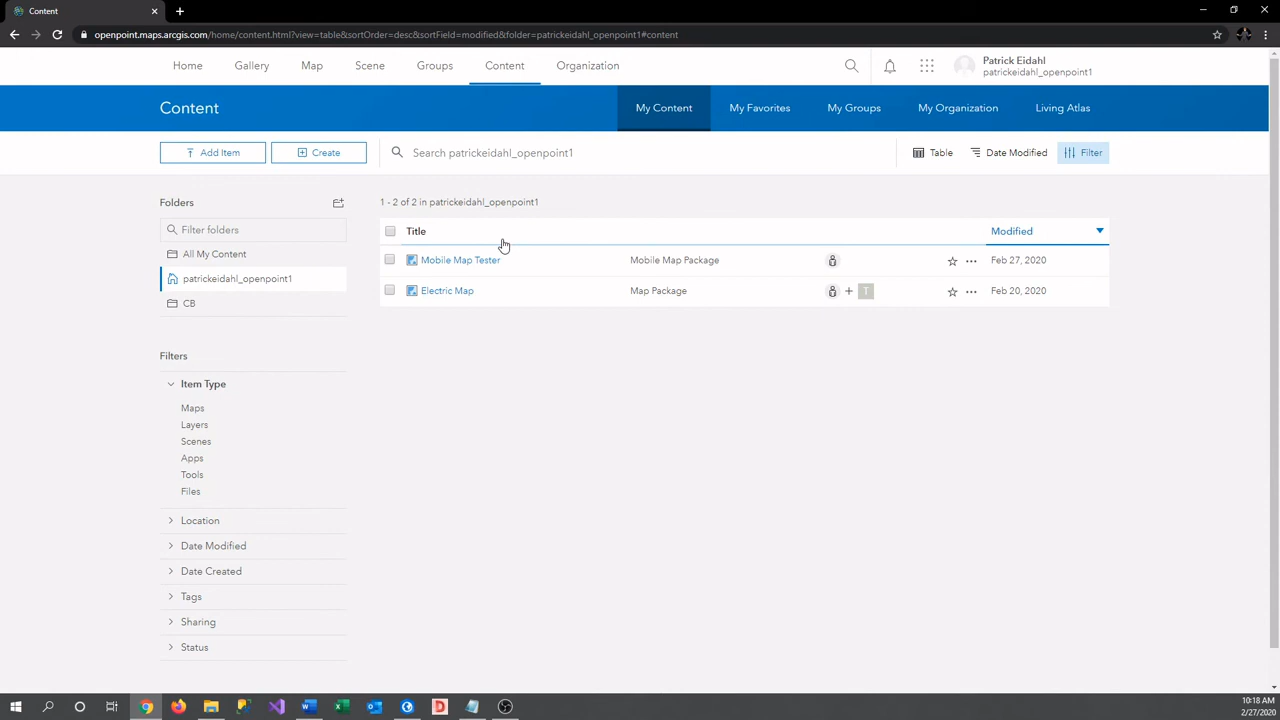 Content
openpoint.maps.arcgis.com/home/content.html?view=table&sortOrder=desc&sortField=modified&folder=patrickeidahl_openpoint1#content
Home Gallery Map Scene Groups Content Organization
Patrick Eidahl
patrickeidahl_openpoint1
Content
My Content My Favorites My Groups My Organization Living Atlas
Add Item Create Search patrickeidahl_openpoint1 Table Date Modified Filter
Folders
1 - 2 of 2 in patrickeidahl_openpoint1
Filter folders
Title Modified
All My Content
Mobile Map Tester Mobile Map Package Feb 27, 2020
patrickeidahl_openpoint1
Electric Map Map Package T Feb 20, 2020
CB
Filters
Item Type
Maps
Layers
Scenes
Apps
Tools
Files
Location
Date Modified
Date Created
Tags
Sharing
Status
10:18 AM
2/27/2020